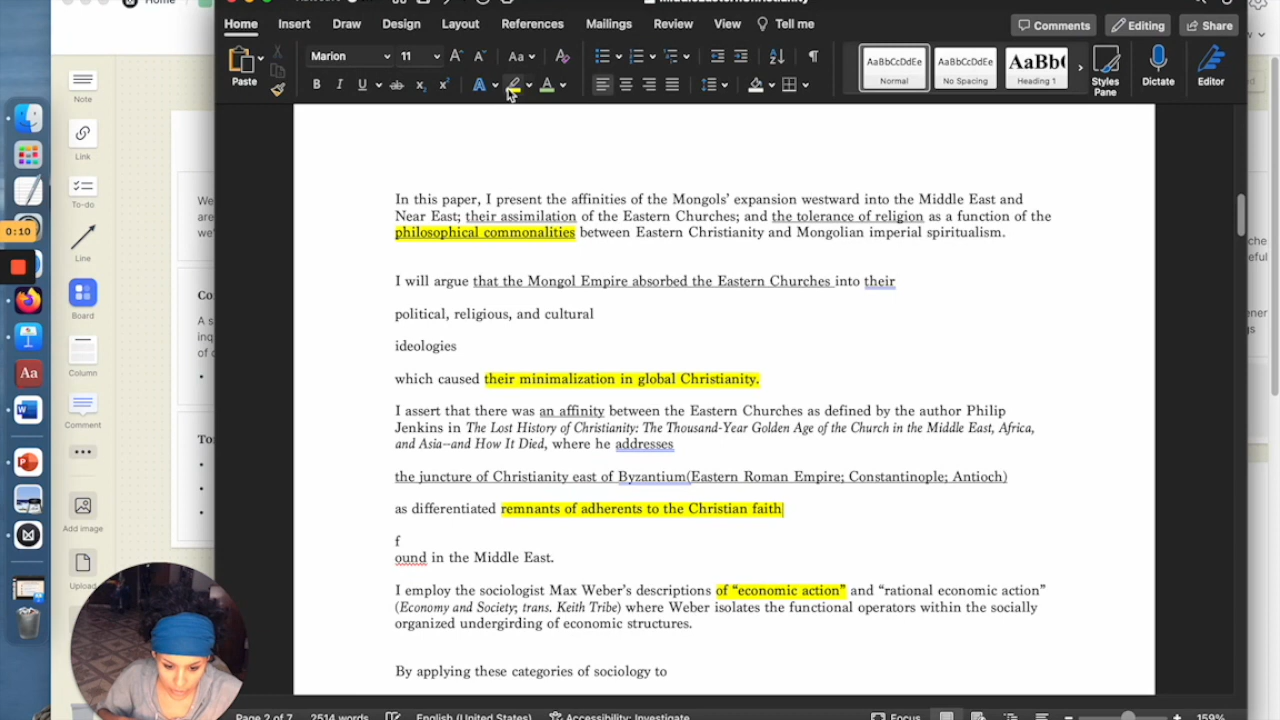 Home
Home Insert Draw Design Layout References Mailings Review View Tell me
Comments Editing Share
Paste
Marion 11
AaBbCcDdEe AaBbCcDdEe AaBbC
Normal No Spacing Heading 1
Styles Pane
Dictate
Editor
Note
Link
To-do
Line
Board
Column
Comment
Add image
Upload
0:10
We
are
we'
Co
A s
inq
of c
To
In this paper, I present the affinities of the Mongols' expansion westward into the Middle East and
Near East; their assimilation of the Eastern Churches; and the tolerance of religion as a function of the
philosophical commonalities between Eastern Christianity and Mongolian imperial spiritualism.
I will argue that the Mongol Empire absorbed the Eastern Churches into their
political, religious, and cultural
ideologies
which caused their minimalization in global Christianity.
I assert that there was an affinity between the Eastern Churches as defined by the author Philip
Jenkins in The Lost History of Christianity: The Thousand-Year Golden Age of the Church in the Middle East, Africa,
and Asia--and How It Died, where he addresses
the juncture of Christianity east of Byzantium(Eastern Roman Empire; Constantinople; Antioch)
as differentiated remnants of adherents to the Christian faith
f
ound in the Middle East.
I employ the sociologist Max Weber's descriptions of “economic action” and “rational economic action”
(Economy and Society; trans. Keith Tribe) where Weber isolates the functional operators within the socially
organized undergirding of economic structures.
By applying these categories of sociology to
Page 2 of 7 2514 words English (United States) Accessibility: Investigate Focus 159%